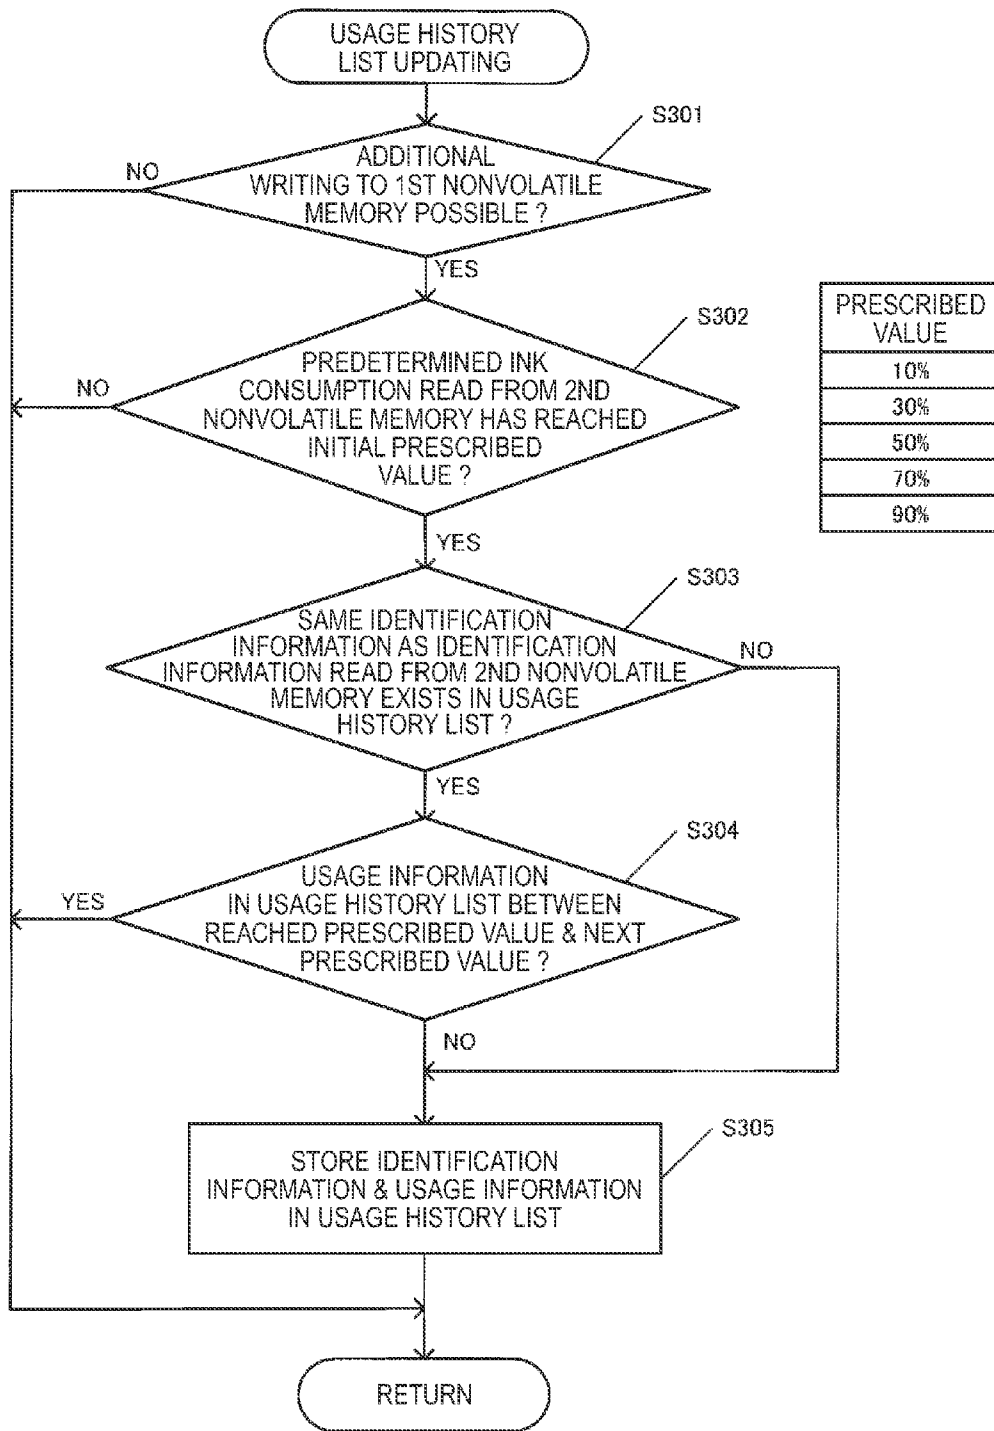 USAGE HISTORY
LIST UPDATING
S301
NO
ADDITIONAL
WRITING TO 1ST NONVOLATILE
MEMORY POSSIBLE ?
YES
S302
PREDETERMINED INK
NO
CONSUMPTION READ FROM 2ND
NONVOLATILE MEMORY HAS REACHED
INITIAL PRESCRIBED
VALUE ?
PRESCRIBED
VALUE
10%
30%
50%
70%
90%
YES
S303
SAME IDENTIFICATION
INFORMATION AS IDENTIFICATION
INFORMATION READ FROM 2ND NONVOLATILE
MEMORY EXISTS IN USAGE
HISTORY LIST ?
NO
YES
S304
USAGE INFORMATION
YES
IN USAGE HISTORY LIST BETWEEN
REACHED PRESCRIBED VALUE & NEXT
PRESCRIBED VALUE ?
NO
S305
STORE IDENTIFICATION
INFORMATION & USAGE INFORMATION
IN USAGE HISTORY LIST
RETURN